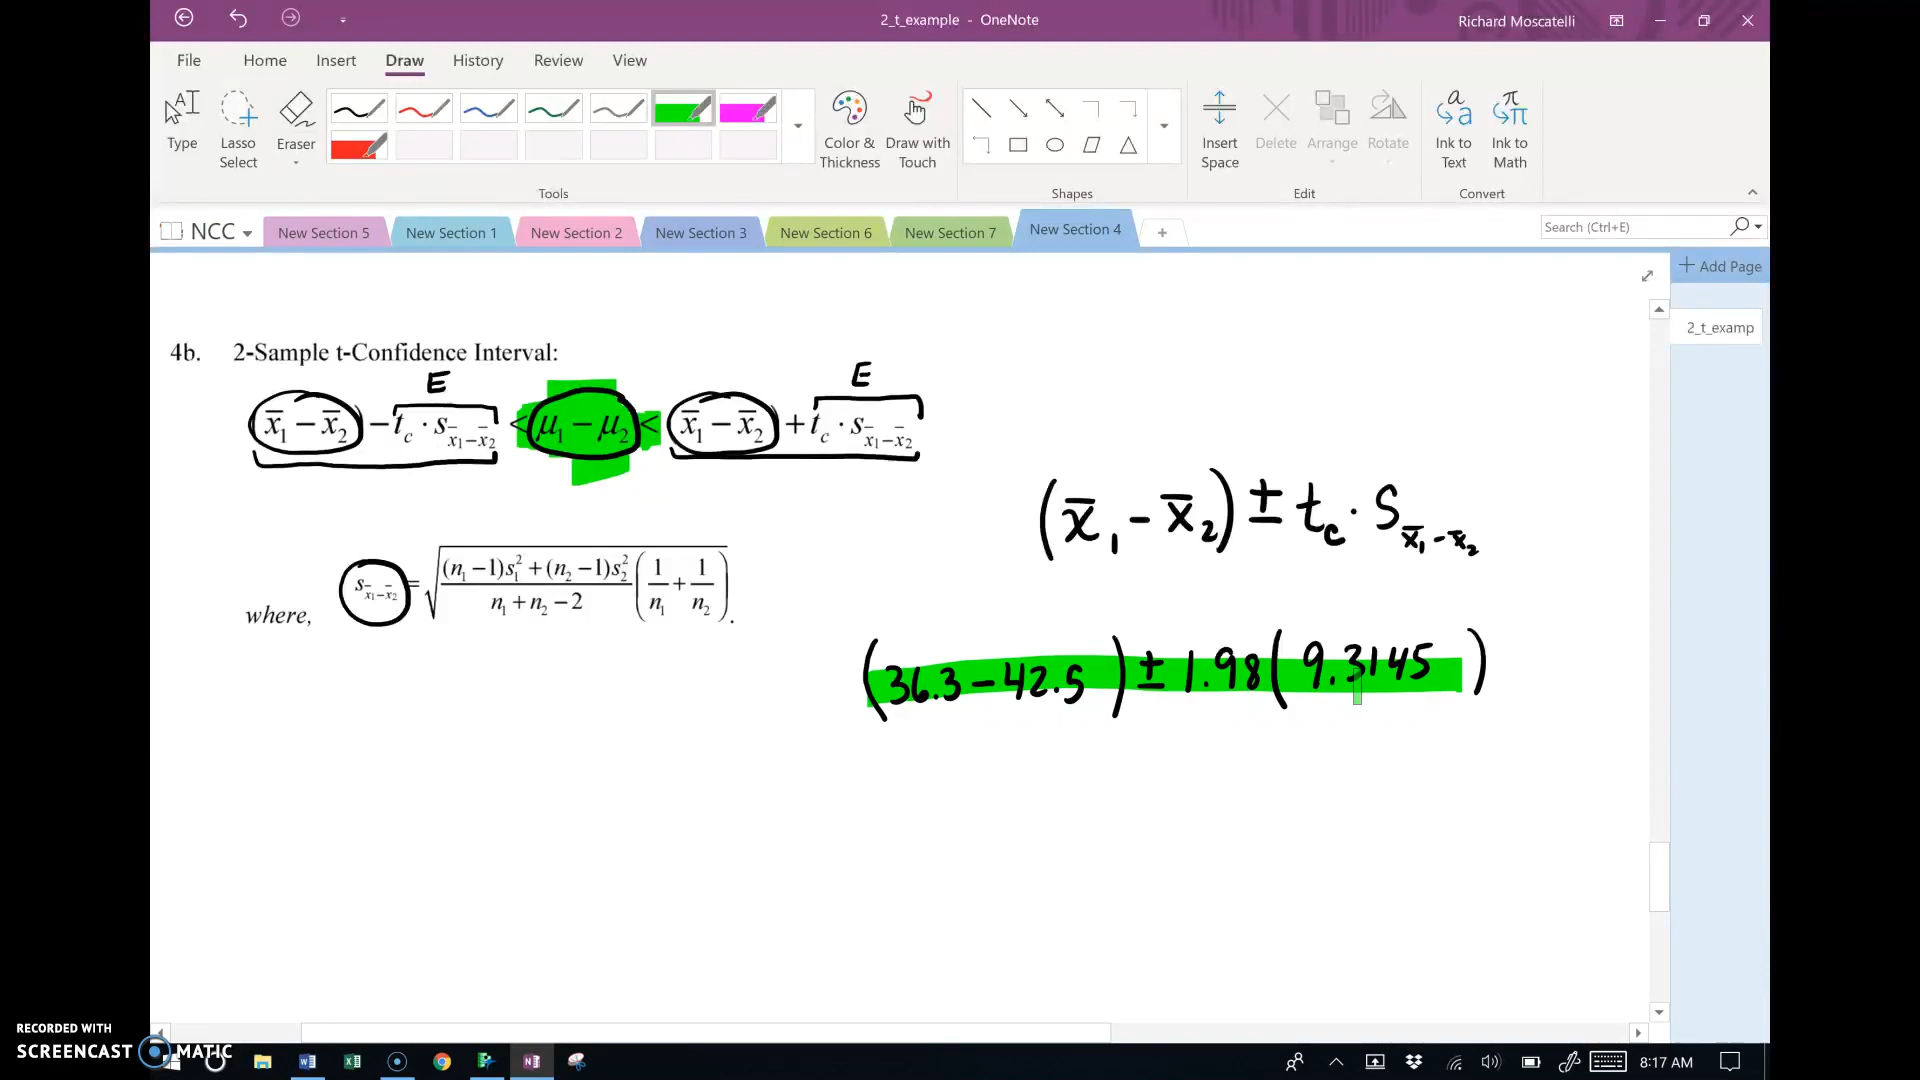 2_t_example - OneNote
Richard Moscatelli
File Home Insert Draw History Review View
Type
Lasso Select
Eraser
Color & Thickness
Draw with Touch
Insert Space
Delete
Arrange
Rotate
Ink to Text
Ink to Math
Tools
Shapes
Edit
Convert
NCC
New Section 5
New Section 1
New Section 2
New Section 3
New Section 6
New Section 7
New Section 4
Search (Ctrl+E)
Add Page
2_t_examp
4b. 2-Sample t-Confidence Interval:
E E
x̄₁ − x̄₂ − t_c · s_x̄₁−x̄₂ < μ₁ − μ₂ < x̄₁ − x̄₂ + t_c · s_x̄₁−x̄₂
(x̄₁ − x̄₂) ± t_c · S_x̄₁−x̄₂
where, s_x̄₁−x̄₂ = √((n₁ −1)s₁² + (n₂ −1)s₂² / n₁ + n₂ − 2 (1/n₁ + 1/n₂)).
(36.3 − 42.5) ± 1.98(9.3145)
RECORDED WITH
SCREENCAST MATIC
8:17 AM